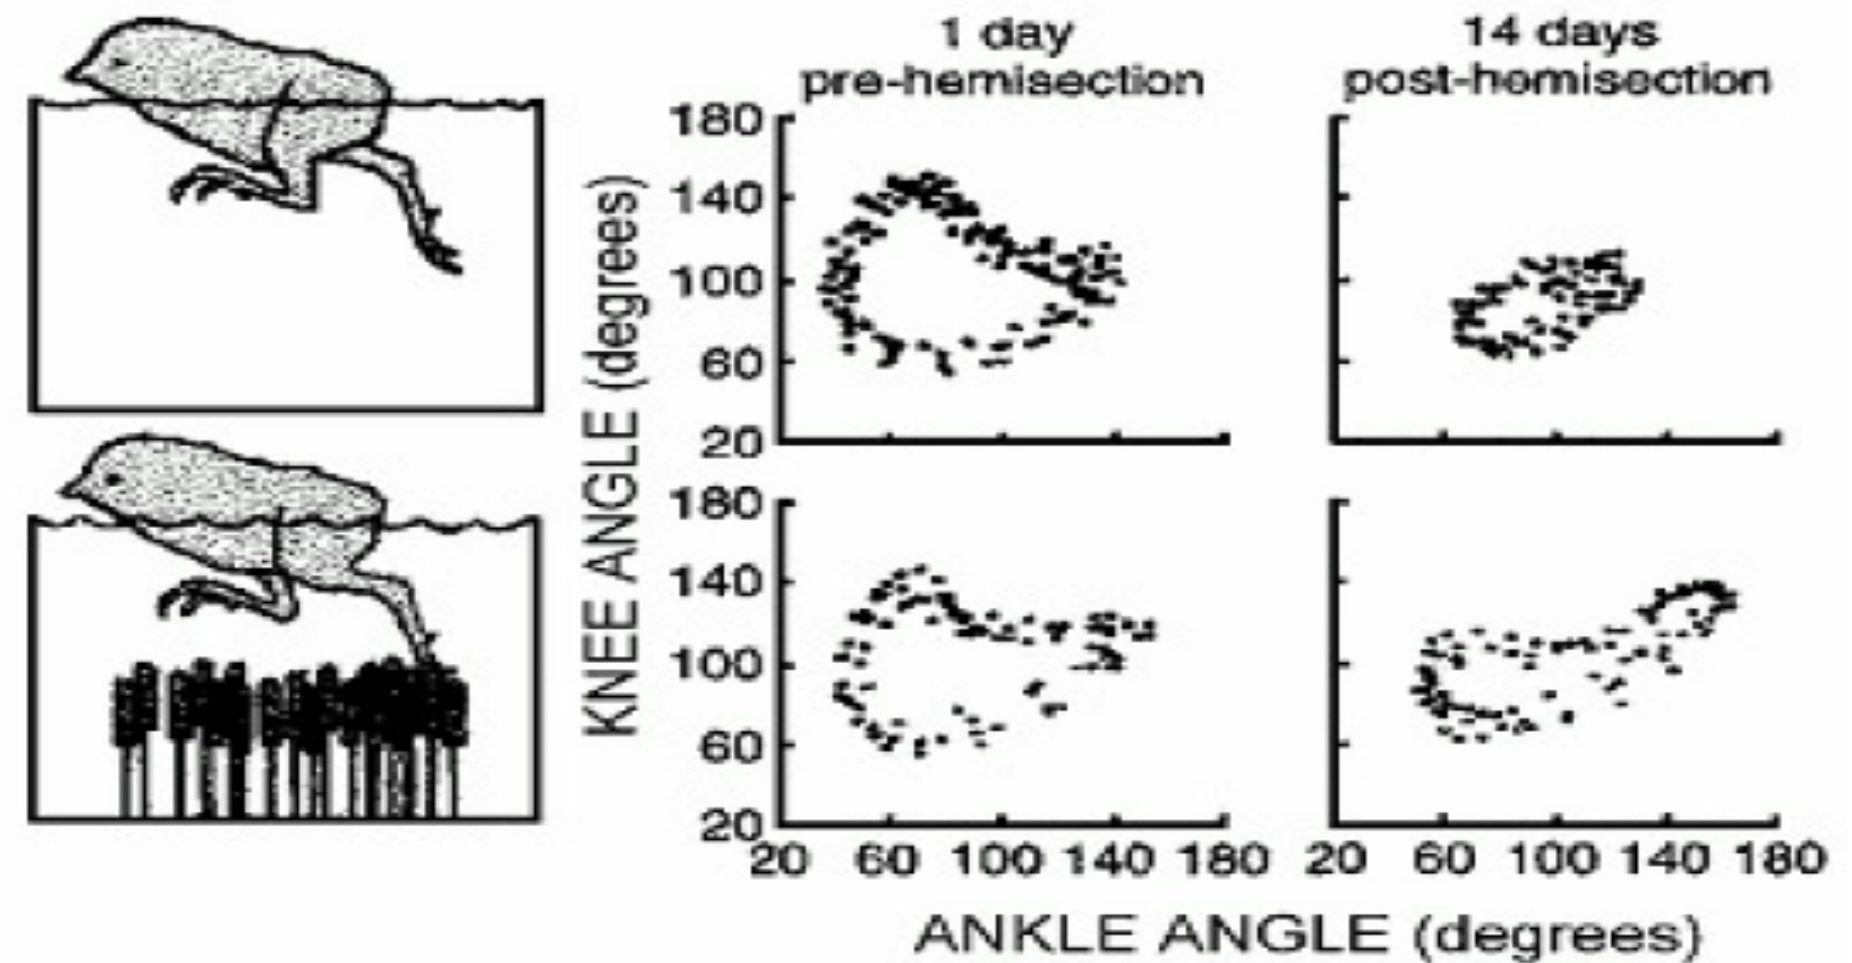 1 day
pre-hemisection
14 days
post-hemisection
180
140
100
60
20
180
140
100
60
20
KNEE ANGLE (degrees)
20 60 100 140 180
20 60 100 140 180
ANKLE ANGLE (degrees)